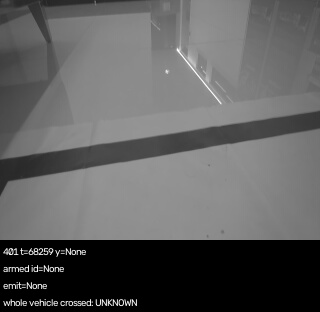 401 t=68259 y=None
armed id=None
emit=None
whole vehicle crossed: UNKNOWN